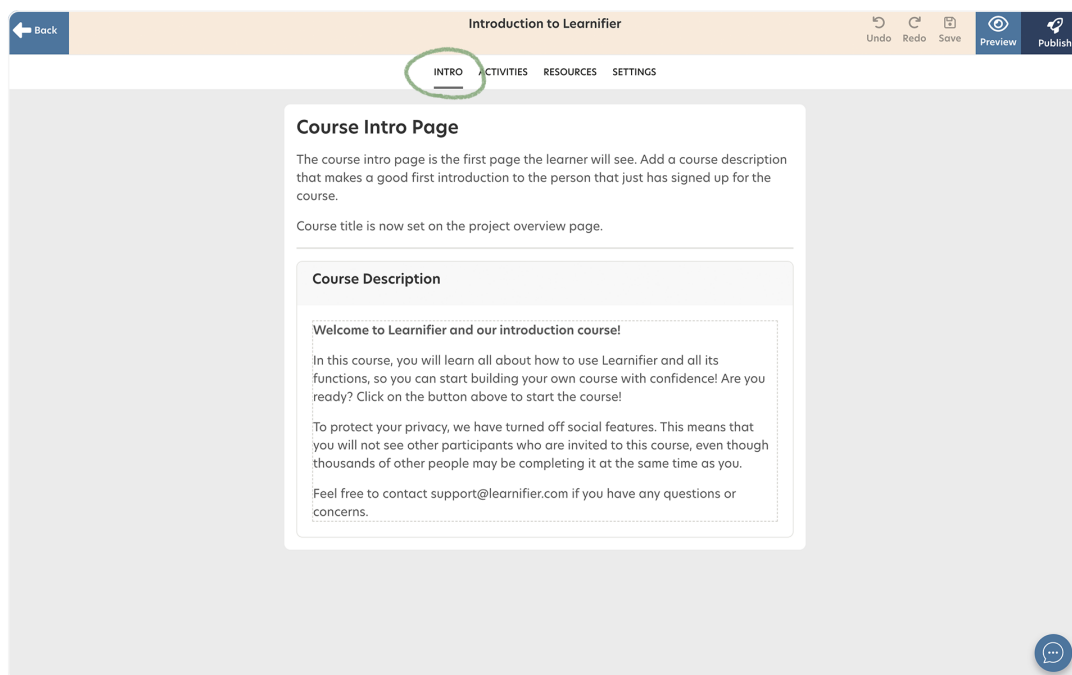 Back
Introduction to Learnifier
Undo
Redo
Save
Preview
Publish
INTRO
ACTIVITIES
RESOURCES
SETTINGS
Course Intro Page
The course intro page is the first page the learner will see. Add a course description
that makes a good first introduction to the person that just has signed up for the
course.
Course title is now set on the project overview page.
Course Description
Welcome to Learnifier and our introduction course!
In this course, you will learn all about how to use Learnifier and all its
functions, so you can start building your own course with confidence! Are you
ready? Click on the button above to start the course!
To protect your privacy, we have turned off social features. This means that
you will not see other participants who are invited to this course, even though
thousands of other people may be completing it at the same time as you.
Feel free to contact support@learnifier.com if you have any questions or
concerns.